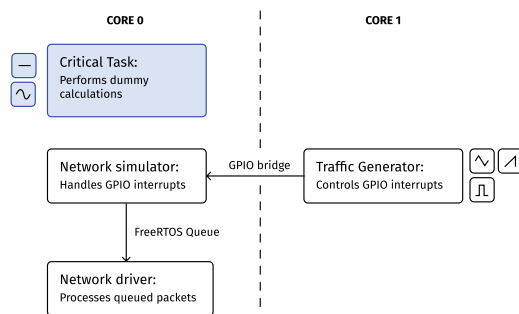 CORE 0
CORE 1
Critical Task:
Performs dummy
calculations
Network simulator:
Handles GPIO interrupts
GPIO bridge
Traffic Generator:
Controls GPIO interrupts
FreeRTOS Queue
Network driver:
Processes queued packets